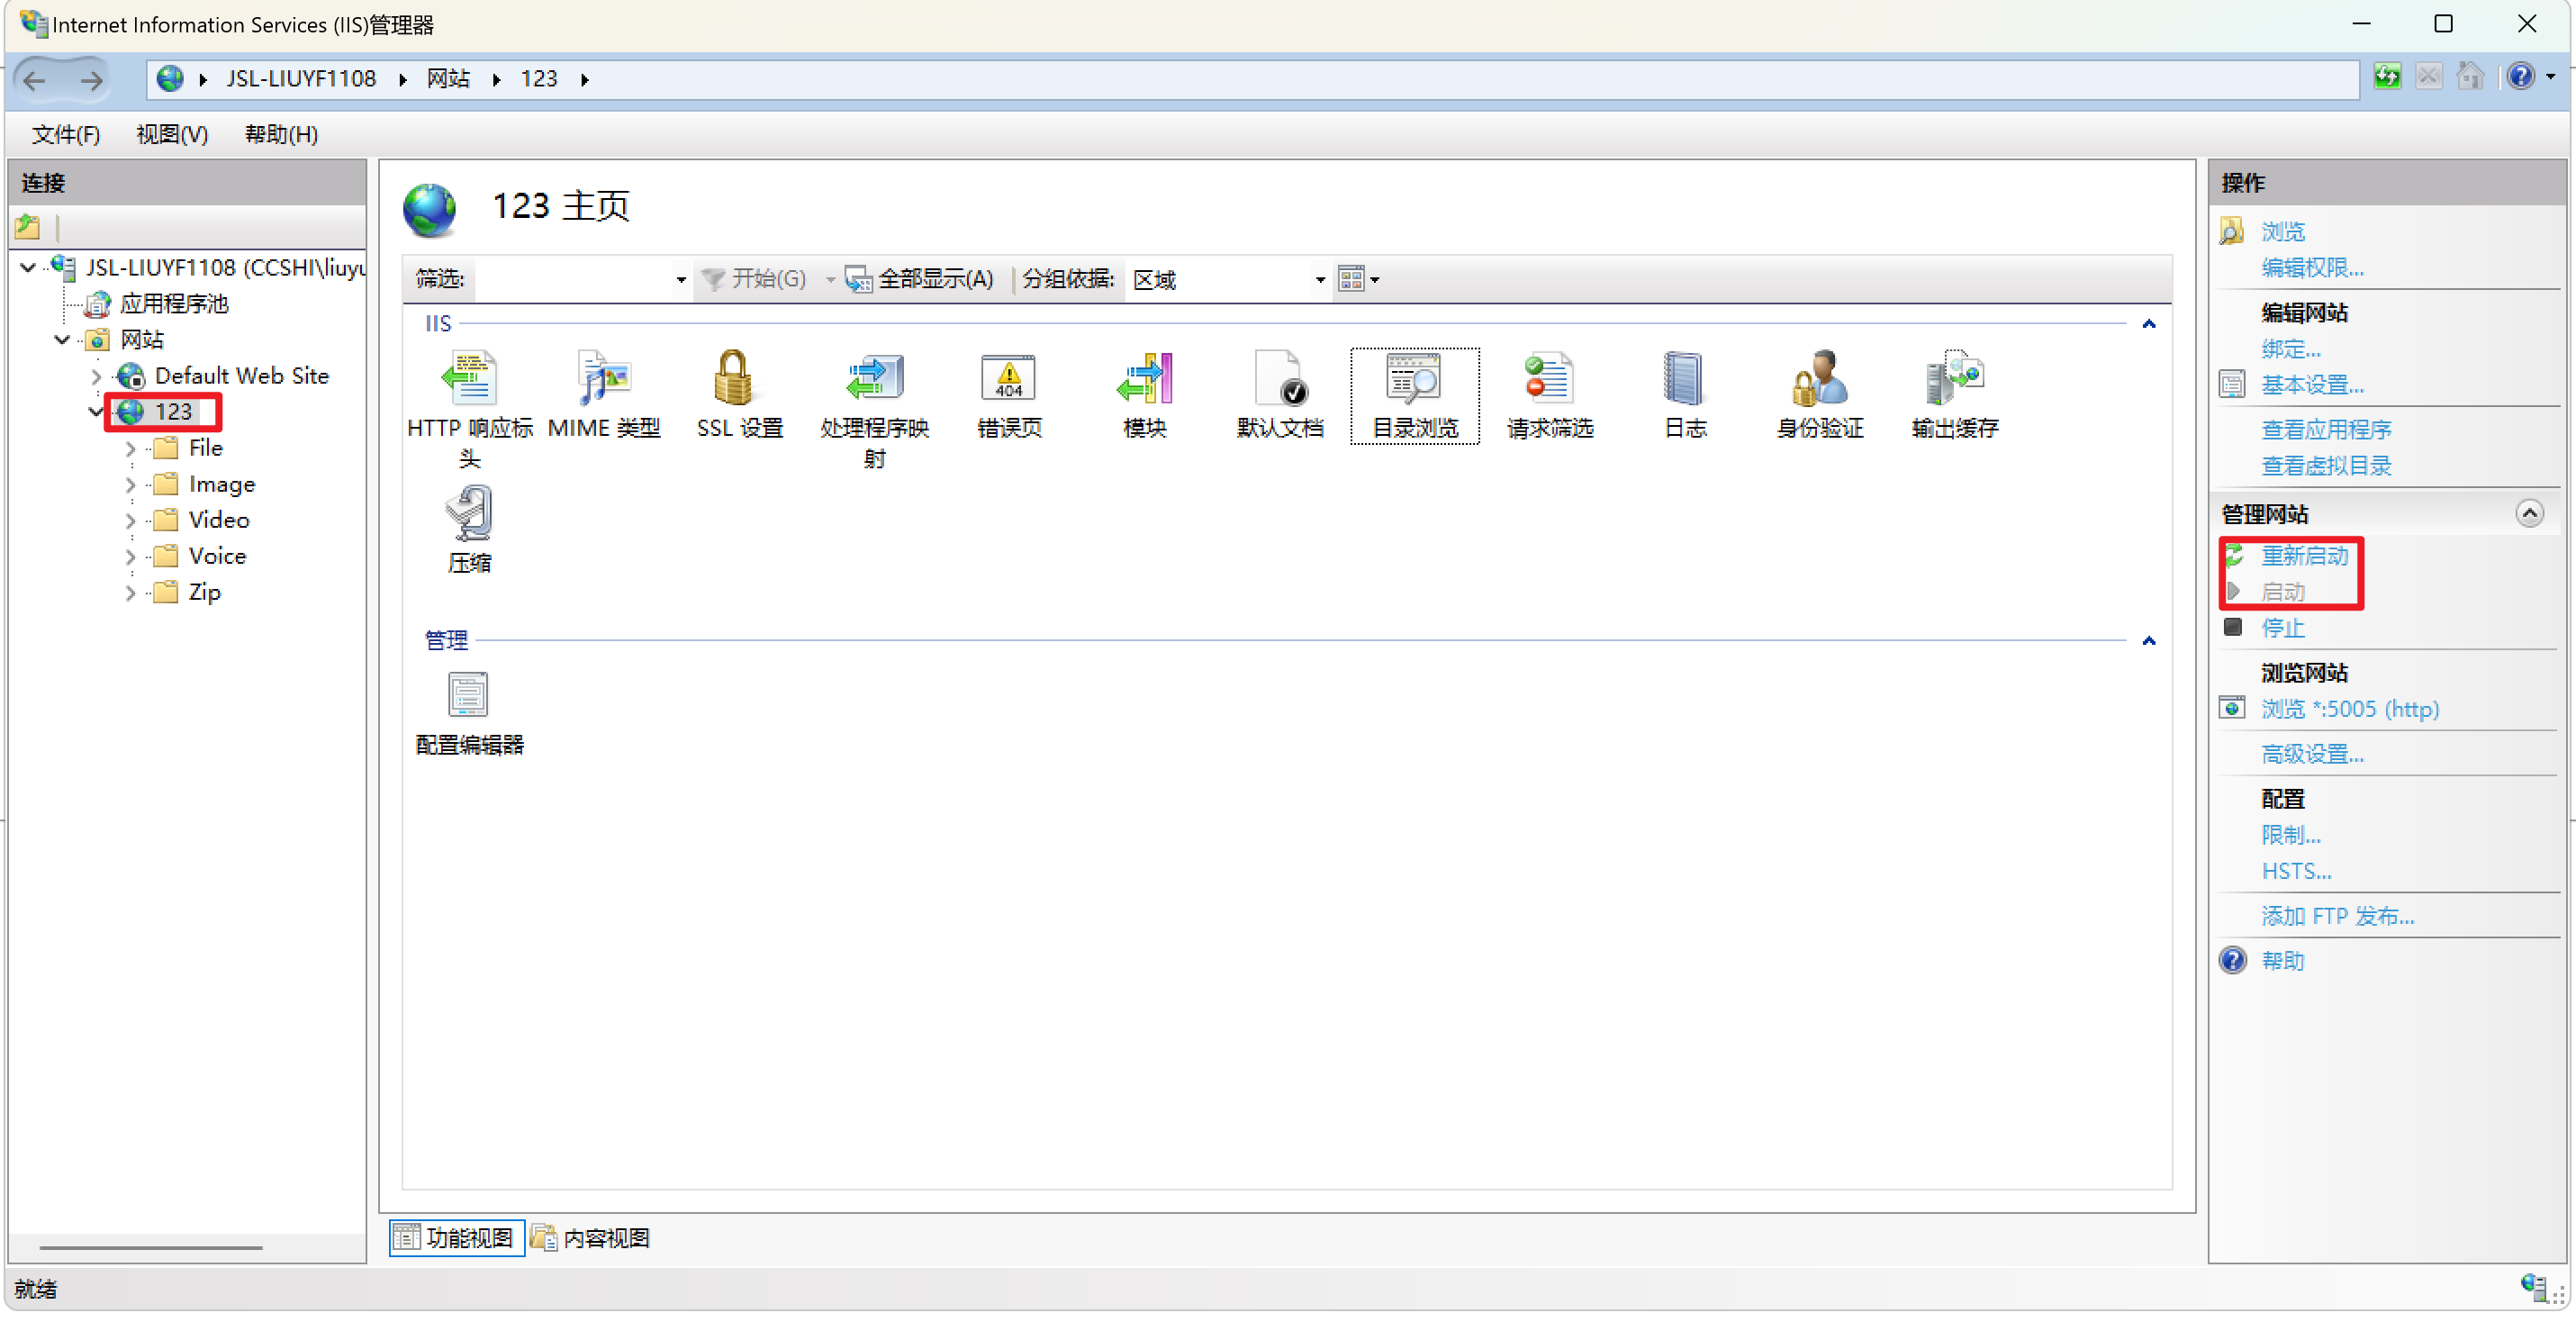 Internet Information Services (IIS)管理器
JSL-LIUYF1108 网站 123
文件(F) 视图(V) 帮助(H)
连接
JSL-LIUYF1108 (CCSHI\liuyu
应用程序池
网站
Default Web Site
123
File
Image
Video
Voice
Zip
123 主页
筛选: 开始(G) 全部显示(A) 分组依据: 区域
IIS
HTTP 响应标
头
MIME 类型
SSL 设置
处理程序映
射
404
错误页
模块
默认文档
目录浏览
请求筛选
日志
身份验证
输出缓存
压缩
管理
配置编辑器
功能视图 内容视图
操作
浏览
编辑权限...
编辑网站
绑定...
基本设置...
查看应用程序
查看虚拟目录
管理网站
重新启动
启动
停止
浏览网站
浏览 *:5005 (http)
高级设置...
配置
限制...
HSTS...
添加 FTP 发布...
帮助
就绪